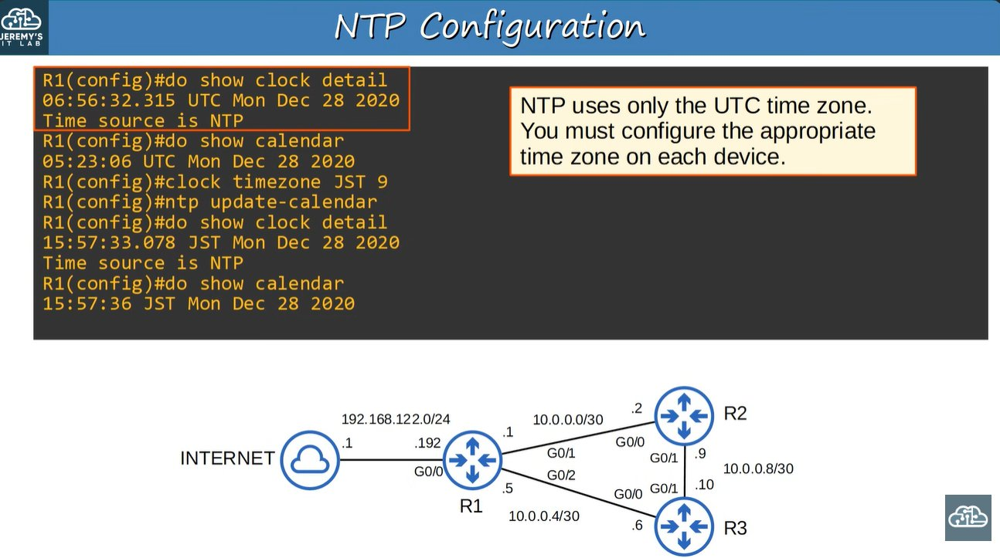 JEREMY'S
IT LAB
NTP Configuration
R1(config)#do show clock detail
06:56:32.315 UTC Mon Dec 28 2020
Time source is NTP
R1(config)#do show calendar
05:23:06 UTC Mon Dec 28 2020
R1(config)#clock timezone JST 9
R1(config)#ntp update-calendar
R1(config)#do show clock detail
15:57:33.078 JST Mon Dec 28 2020
Time source is NTP
R1(config)#do show calendar
15:57:36 JST Mon Dec 28 2020
NTP uses only the UTC time zone.
You must configure the appropriate
time zone on each device.
INTERNET
192.168.122.0/24
.1
.192
G0/0
R1
.1
10.0.0.0/30
.2
G0/1
G0/0
R2
G0/2
.5
10.0.0.4/30
G0/1
.9
10.0.0.8/30
.10
G0/0
G0/1
.6
R3